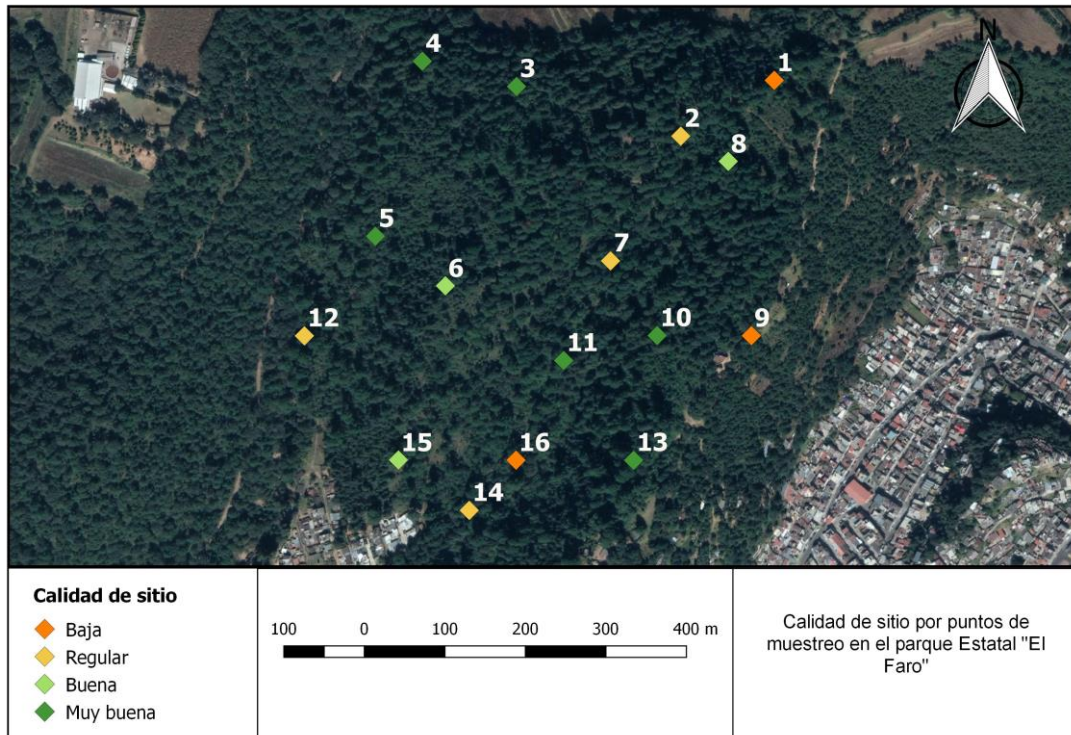 N
4
3
1
2
8
5
7
6
12
10
9
11
15
16
13
14
Calidad de sitio
Baja
Regular
Buena
Muy buena
100 0 100 200 300 400 m
Calidad de sitio por puntos de
muestreo en el parque Estatal "El
Faro"